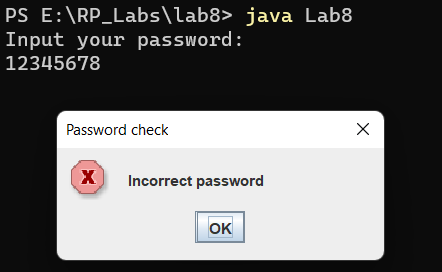 PS E:\RP_Labs\lab8> java Lab8
Input your password:
12345678
Password check
Incorrect password
OK